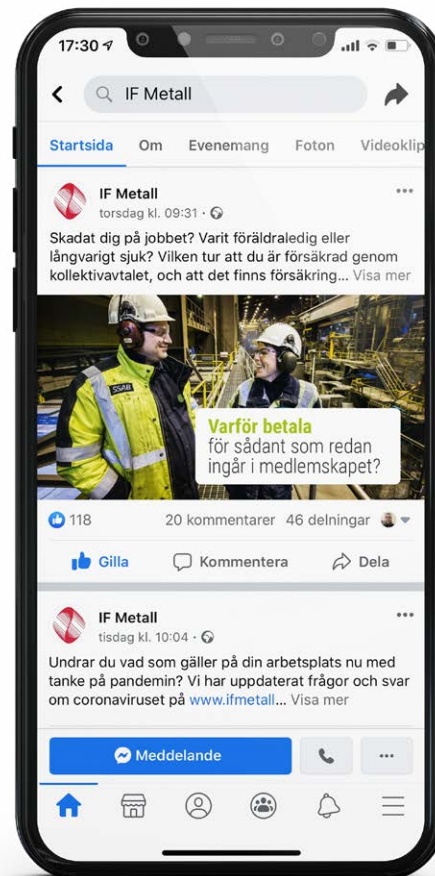 17:30
IF Metall
Startsida Om Evenemang Foton Videoklip
IF Metall
torsdag kl. 09:31 ·
Skadat dig på jobbet? Varit föräldraledig eller
långvarigt sjuk? Vilken tur att du är försäkrad genom
kollektivavtalet, och att det finns försäkring... Visa mer
SSAB
Varför betala
för sådant som redan
ingår i medlemskapet?
118 20 kommentarer 46 delningar
Gilla Kommentera Dela
IF Metall
tisdag kl. 10:04 ·
Undrar du vad som gäller på din arbetsplats nu med
tanke på pandemin? Vi har uppdaterat frågor och svar
om coronaviruset på www.ifmetall... Visa mer
Meddelande